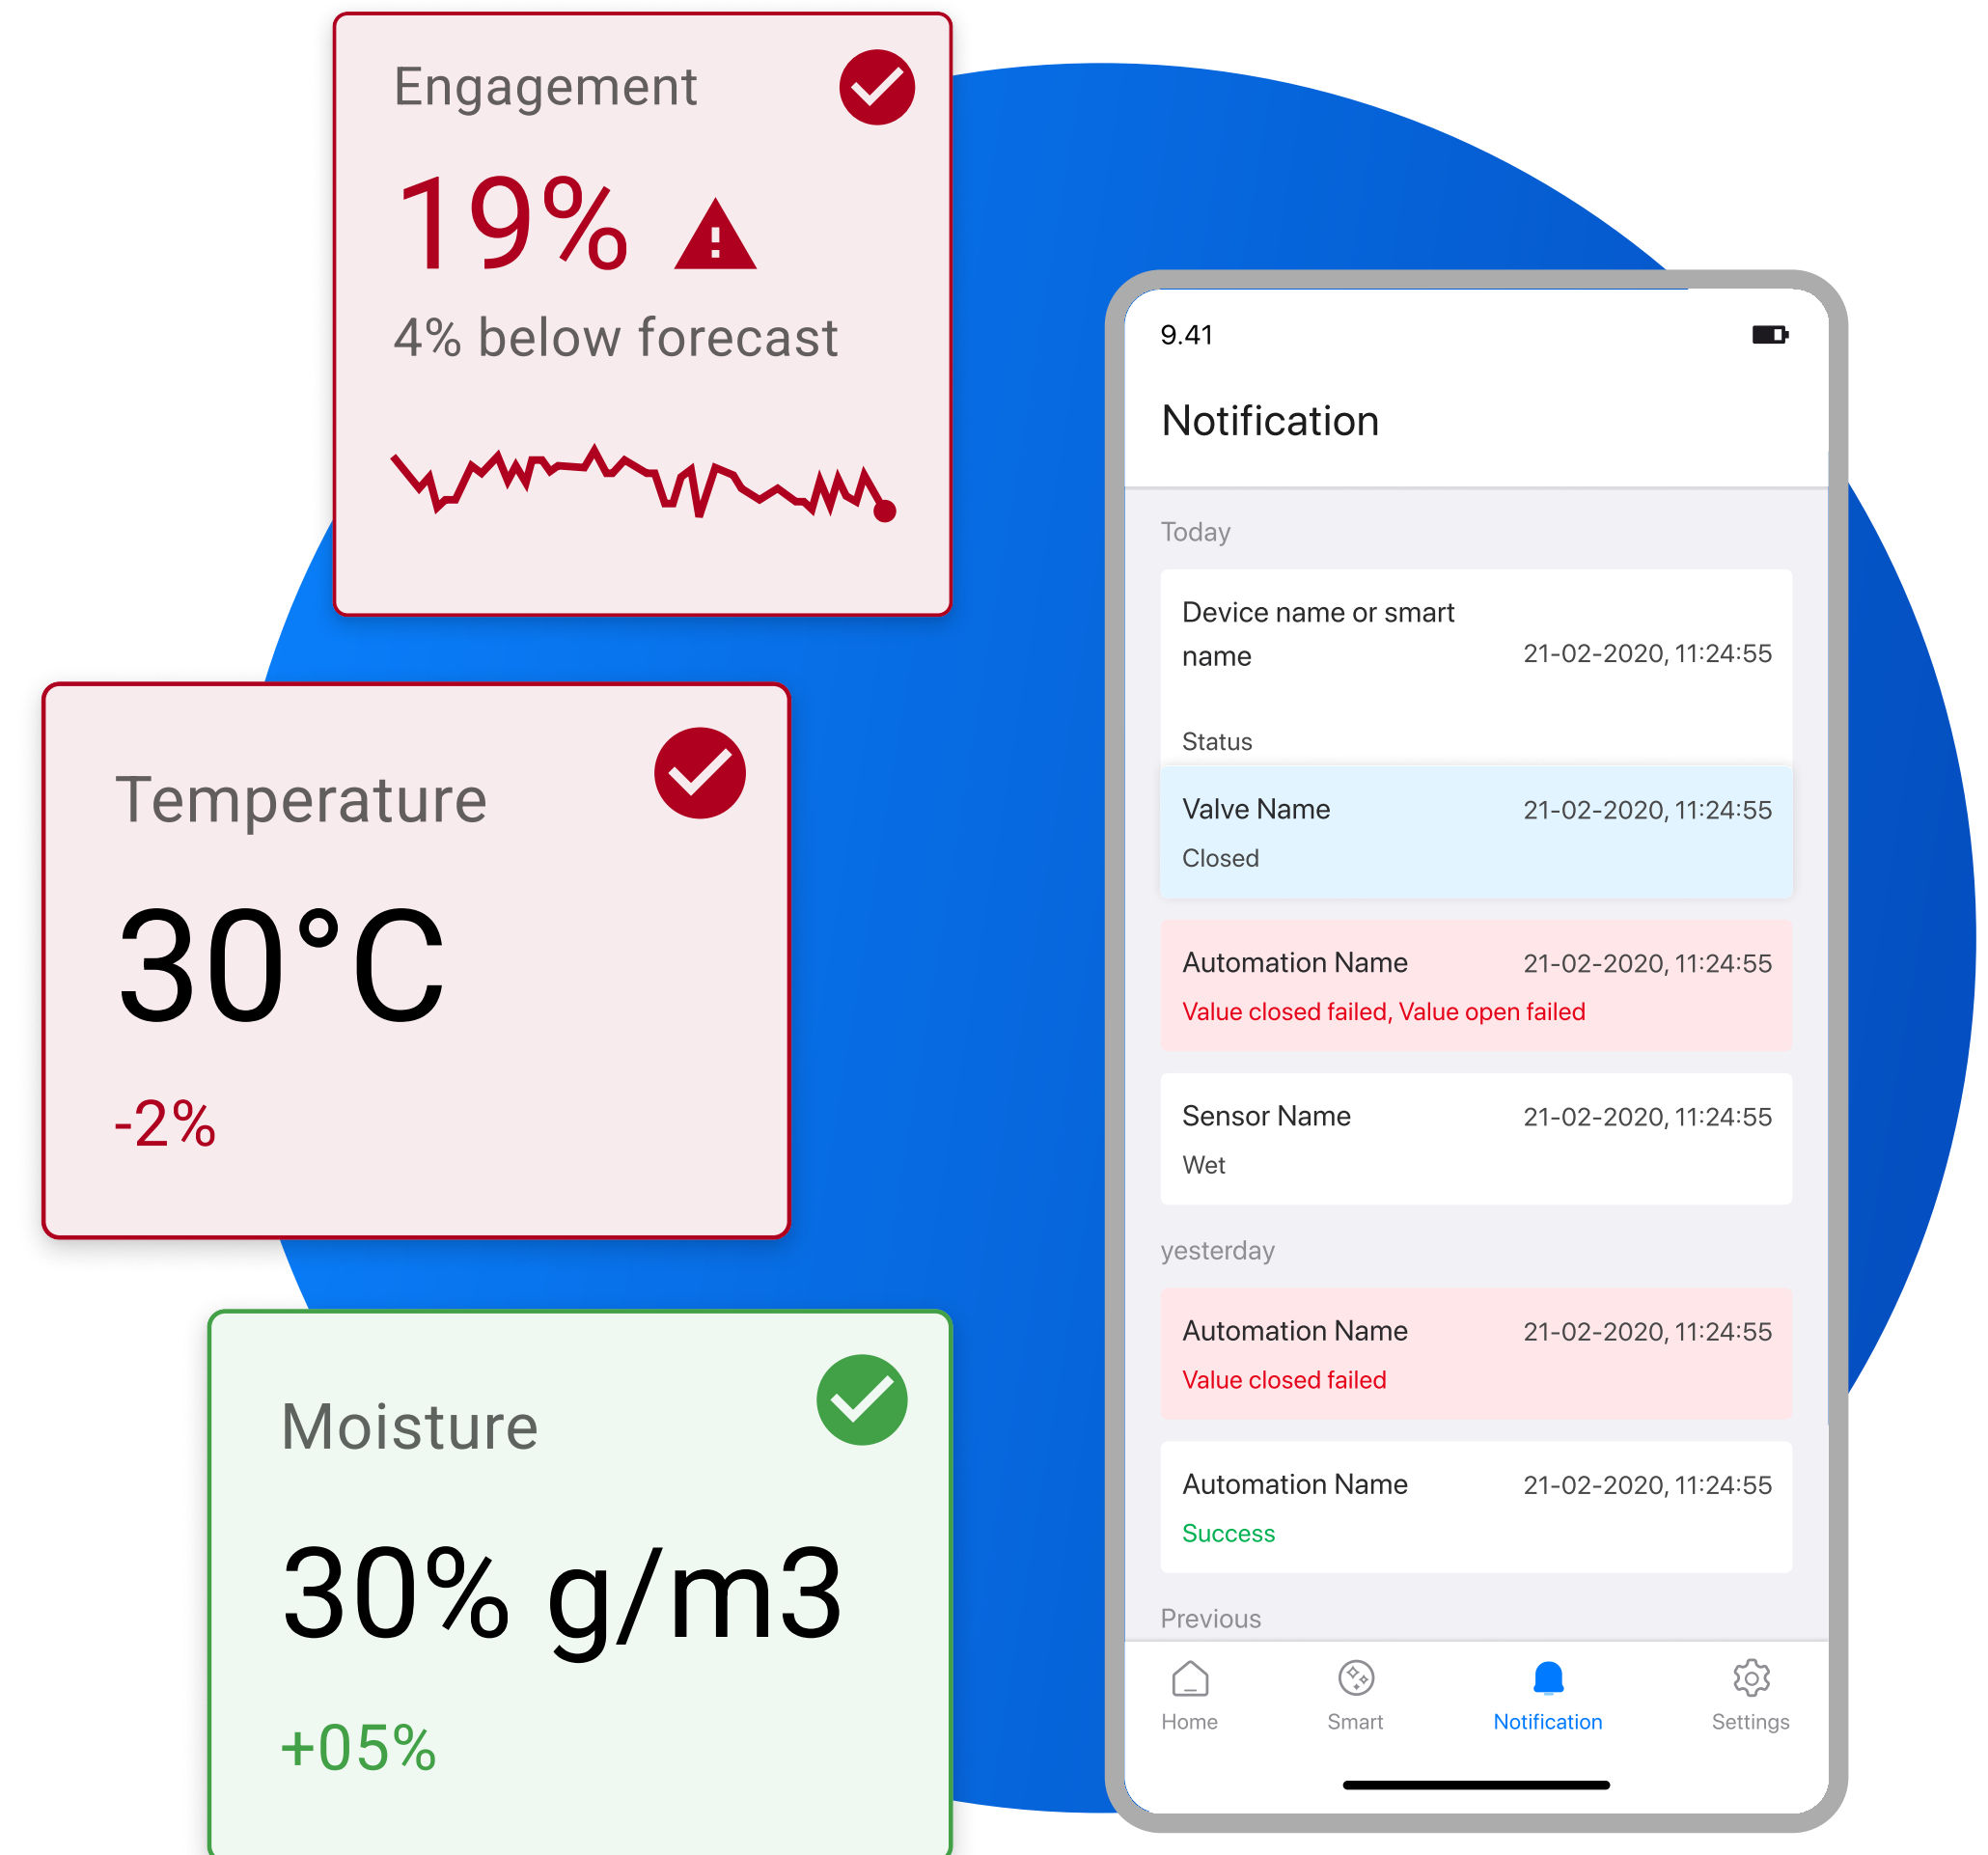 Engagement
19%
4% below forecast
Temperature
30°C
-2%
Moisture
30% g/m3
+05%
9.41
Notification
Today
Device name or smart
name
21-02-2020, 11:24:55
Status
Valve Name 21-02-2020, 11:24:55
Closed
Automation Name 21-02-2020, 11:24:55
Value closed failed, Value open failed
Sensor Name 21-02-2020, 11:24:55
Wet
yesterday
Automation Name 21-02-2020, 11:24:55
Value closed failed
Automation Name 21-02-2020, 11:24:55
Success
Previous
Home Smart Notification Settings